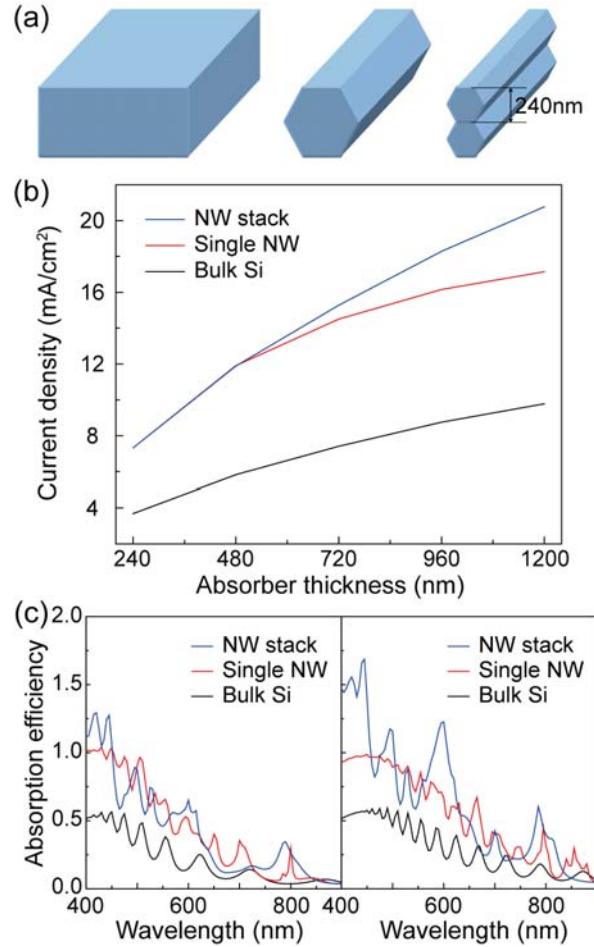 (a)
240nm
(b)
20
16
12
8
4
Current density (mA/cm²)
NW stack
Single NW
Bulk Si
240 480 720 960 1200
Absorber thickness (nm)
(c)
2.0
1.5
1.0
0.5
0.0
Absorption efficiency
NW stack
Single NW
Bulk Si
NW stack
Single NW
Bulk Si
400 600 800 400 600 800
Wavelength (nm) Wavelength (nm)